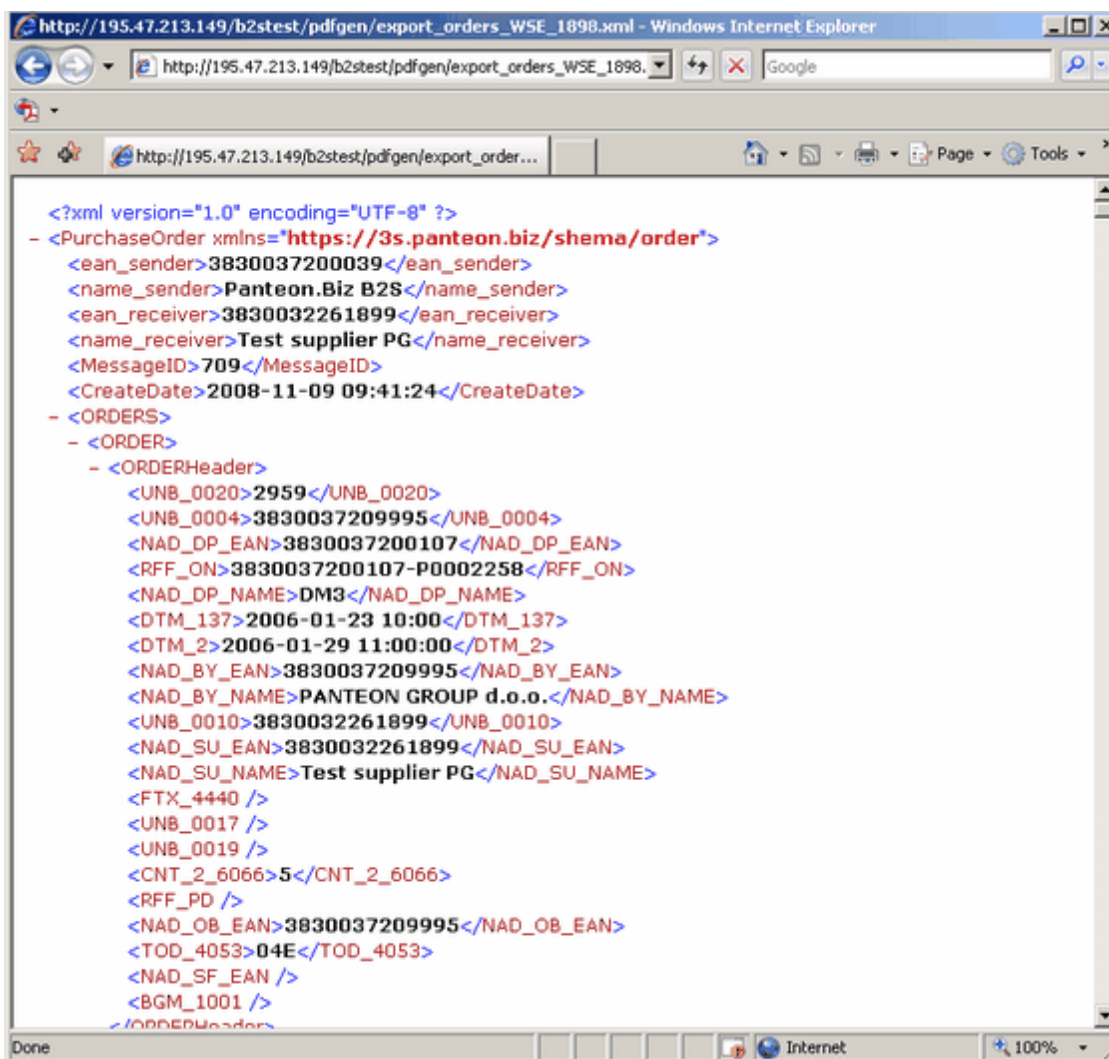 http://195.47.213.149/b2stest/pdfgen/export_orders_WSE_1898.xml - Windows Internet Explorer
http://195.47.213.149/b2stest/pdfgen/export_orders_WSE_1898.
Google
http://195.47.213.149/b2stest/pdfgen/export_order...
Page
Tools
<?xml version="1.0" encoding="UTF-8" ?>
- <PurchaseOrder xmlns="https://3s.panteon.biz/shema/order">
<ean_sender>3830037200039</ean_sender>
<name_sender>Panteon.Biz B2S</name_sender>
<ean_receiver>3830032261899</ean_receiver>
<name_receiver>Test supplier PG</name_receiver>
<MessageID>709</MessageID>
<CreateDate>2008-11-09 09:41:24</CreateDate>
- <ORDERS>
- <ORDER>
- <ORDERHeader>
<UNB_0020>2959</UNB_0020>
<UNB_0004>3830037209995</UNB_0004>
<NAD_DP_EAN>3830037200107</NAD_DP_EAN>
<RFF_ON>3830037200107-P0002258</RFF_ON>
<NAD_DP_NAME>DM3</NAD_DP_NAME>
<DTM_137>2006-01-23 10:00</DTM_137>
<DTM_2>2006-01-29 11:00:00</DTM_2>
<NAD_BY_EAN>3830037209995</NAD_BY_EAN>
<NAD_BY_NAME>PANTEON GROUP d.o.o.</NAD_BY_NAME>
<UNB_0010>3830032261899</UNB_0010>
<NAD_SU_EAN>3830032261899</NAD_SU_EAN>
<NAD_SU_NAME>Test supplier PG</NAD_SU_NAME>
<FTX_4440 />
<UNB_0017 />
<UNB_0019 />
<CNT_2_6066>5</CNT_2_6066>
<RFF_PD />
<NAD_OB_EAN>3830037209995</NAD_OB_EAN>
<TOD_4053>04E</TOD_4053>
<NAD_SF_EAN />
<BGM_1001 />
</ORDERHeader>
Done
Internet
100%